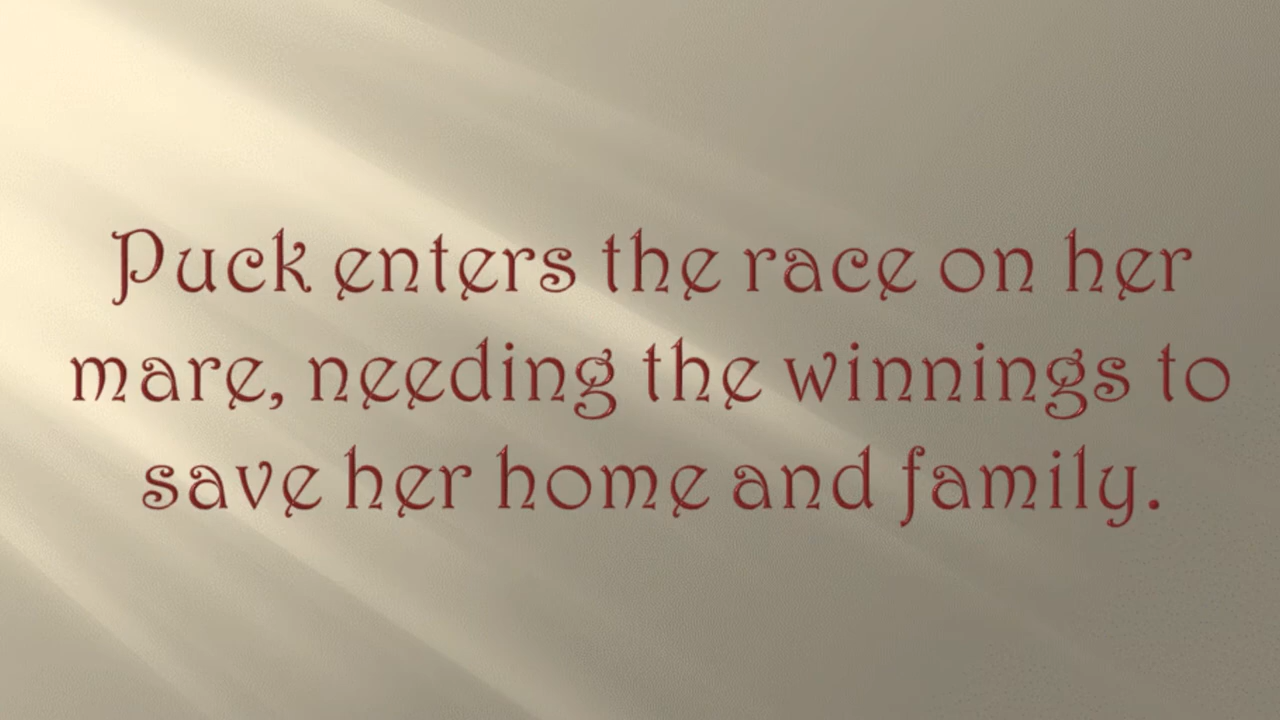 Puck enters the race on her
mare, needing the winnings to
save her home and family.